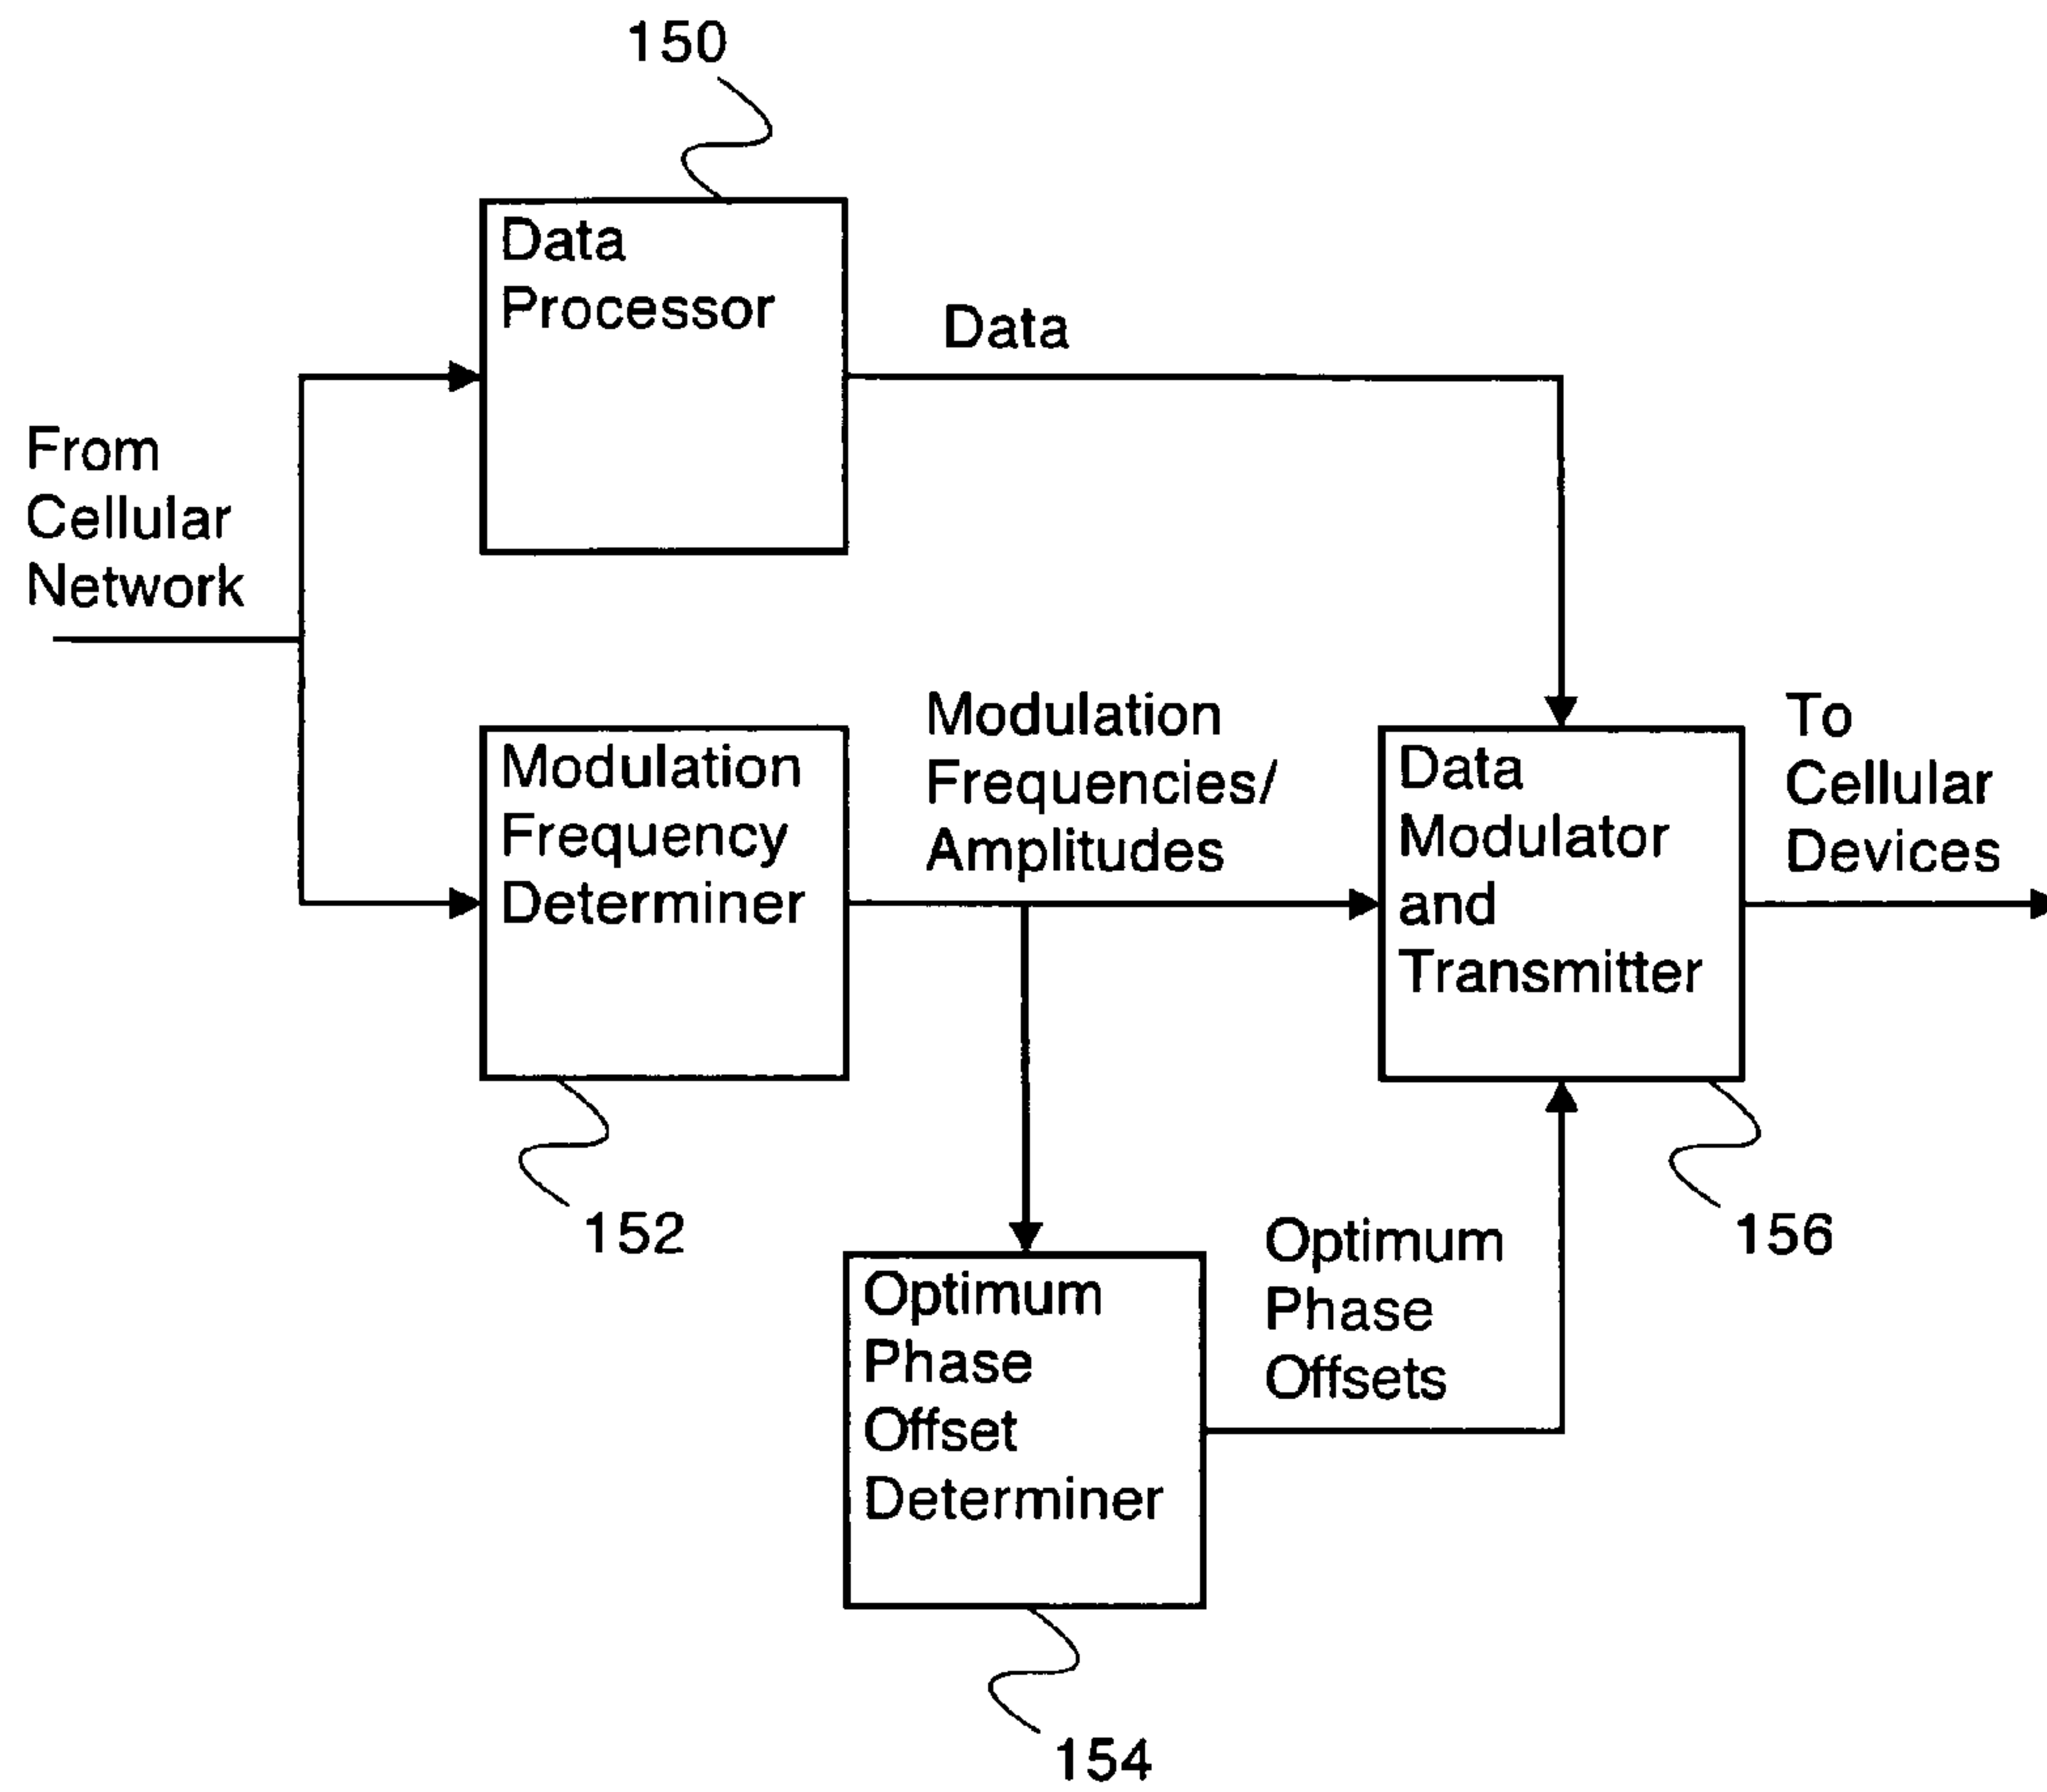 150
Data
Processor
Data
From
Cellular
Network
Modulation
Frequency
Determiner
Modulation
Frequencies/
Amplitudes
Data
Modulator
and
Transmitter
To
Cellular
Devices
152
156
Optimum
Phase
Offset
Determiner
Optimum
Phase
Offsets
154